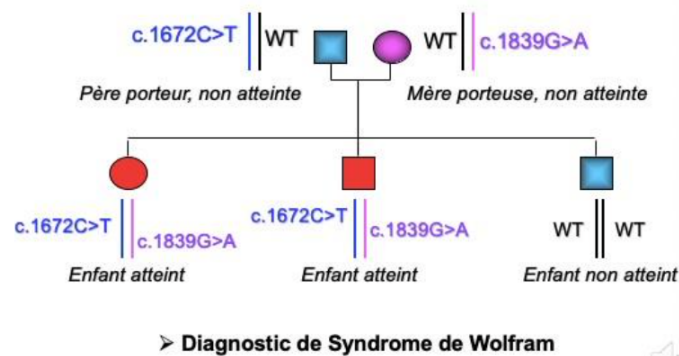 c.1672C>T WT WT c.1839G>A
Père porteur, non atteinte Mère porteuse, non atteinte
c.1672C>T c.1839G>A c.1672C>T c.1839G>A WT WT
Enfant atteint Enfant atteint Enfant non atteint
➢ Diagnostic de Syndrome de Wolfram